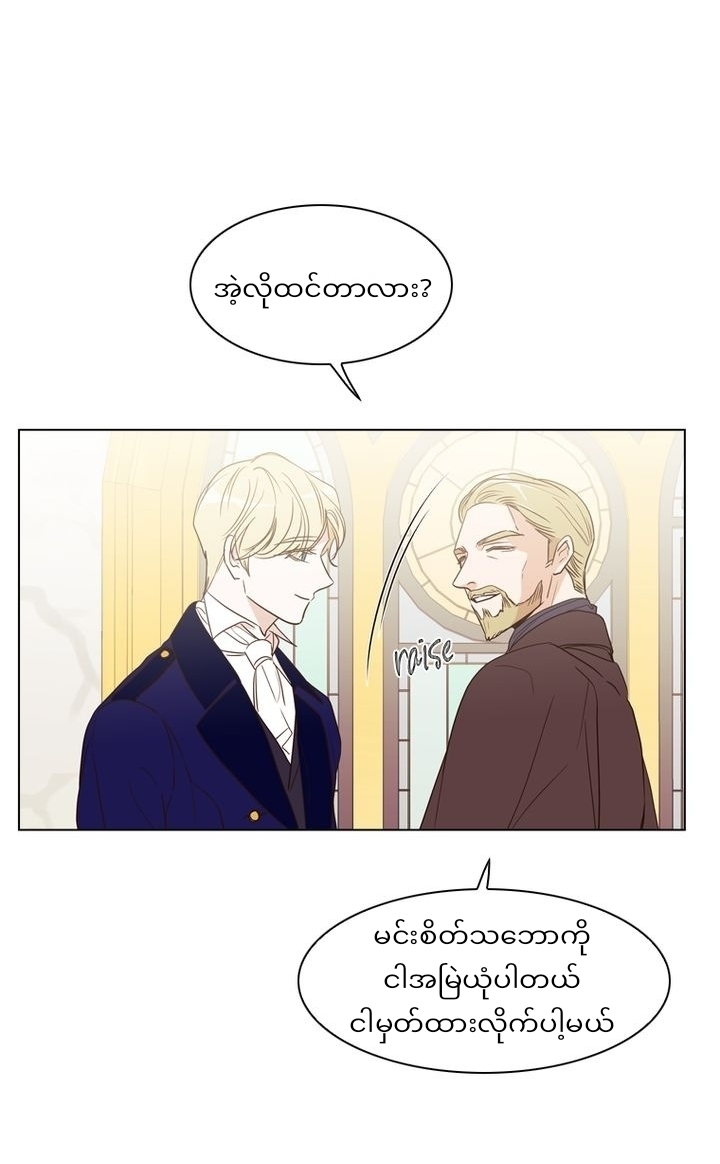 အဲ့လိုထင်တာလား?
raise
မင်းစိတ်သဘောကို
ငါအမြဲယုံပါတယ်
ငါမှတ်ထားလိုက်ပါ့မယ်